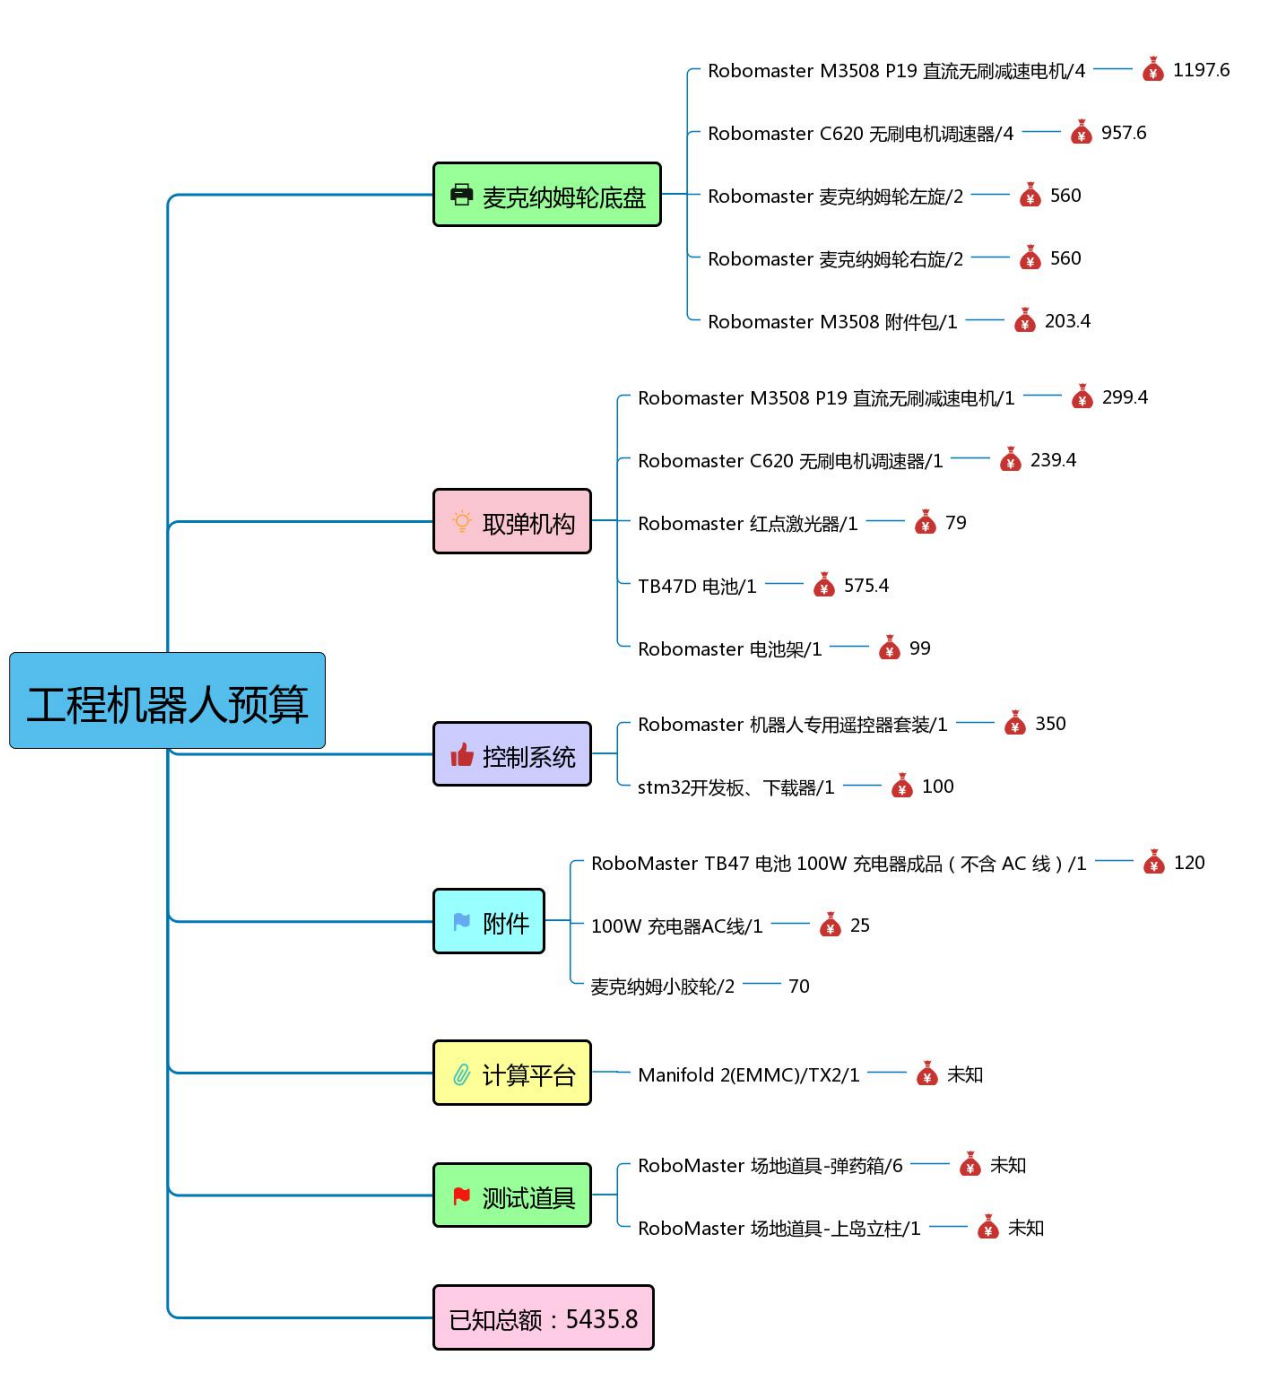 工程机器人预算
麦克纳姆轮底盘
Robomaster M3508 P19 直流无刷减速电机/4
¥ 1197.6
Robomaster C620 无刷电机调速器/4
¥ 957.6
Robomaster 麦克纳姆轮左旋/2
¥ 560
Robomaster 麦克纳姆轮右旋/2
¥ 560
Robomaster M3508 附件包/1
¥ 203.4
取弹机构
Robomaster M3508 P19 直流无刷减速电机/1
¥ 299.4
Robomaster C620 无刷电机调速器/1
¥ 239.4
Robomaster 红点激光器/1
¥ 79
TB47D 电池/1
¥ 575.4
Robomaster 电池架/1
¥ 99
控制系统
Robomaster 机器人专用遥控器套装/1
¥ 350
stm32开发板、下载器/1
¥ 100
附件
RoboMaster TB47 电池 100W 充电器成品（不含 AC 线）/1
¥ 120
100W 充电器AC线/1
¥ 25
麦克纳姆小胶轮/2
70
计算平台
Manifold 2(EMMC)/TX2/1
¥ 未知
测试道具
RoboMaster 场地道具-弹药箱/6
¥ 未知
RoboMaster 场地道具-上岛立柱/1
¥ 未知
已知总额：5435.8